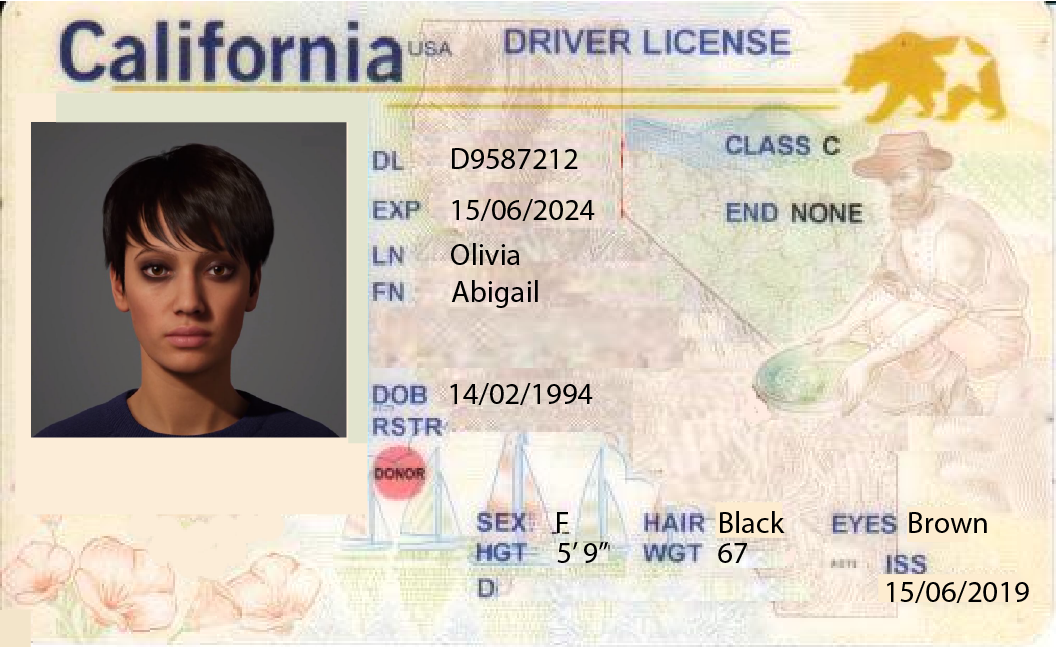 California USA DRIVER LICENSE
DL D9587212
CLASS C
EXP 15/06/2024
END NONE
LN Olivia
FN Abigail
DOB 14/02/1994
RSTR
DONOR
SEX F HAIR Black EYES Brown
HGT 5'9" WGT 67
ISS
D
15/06/2019